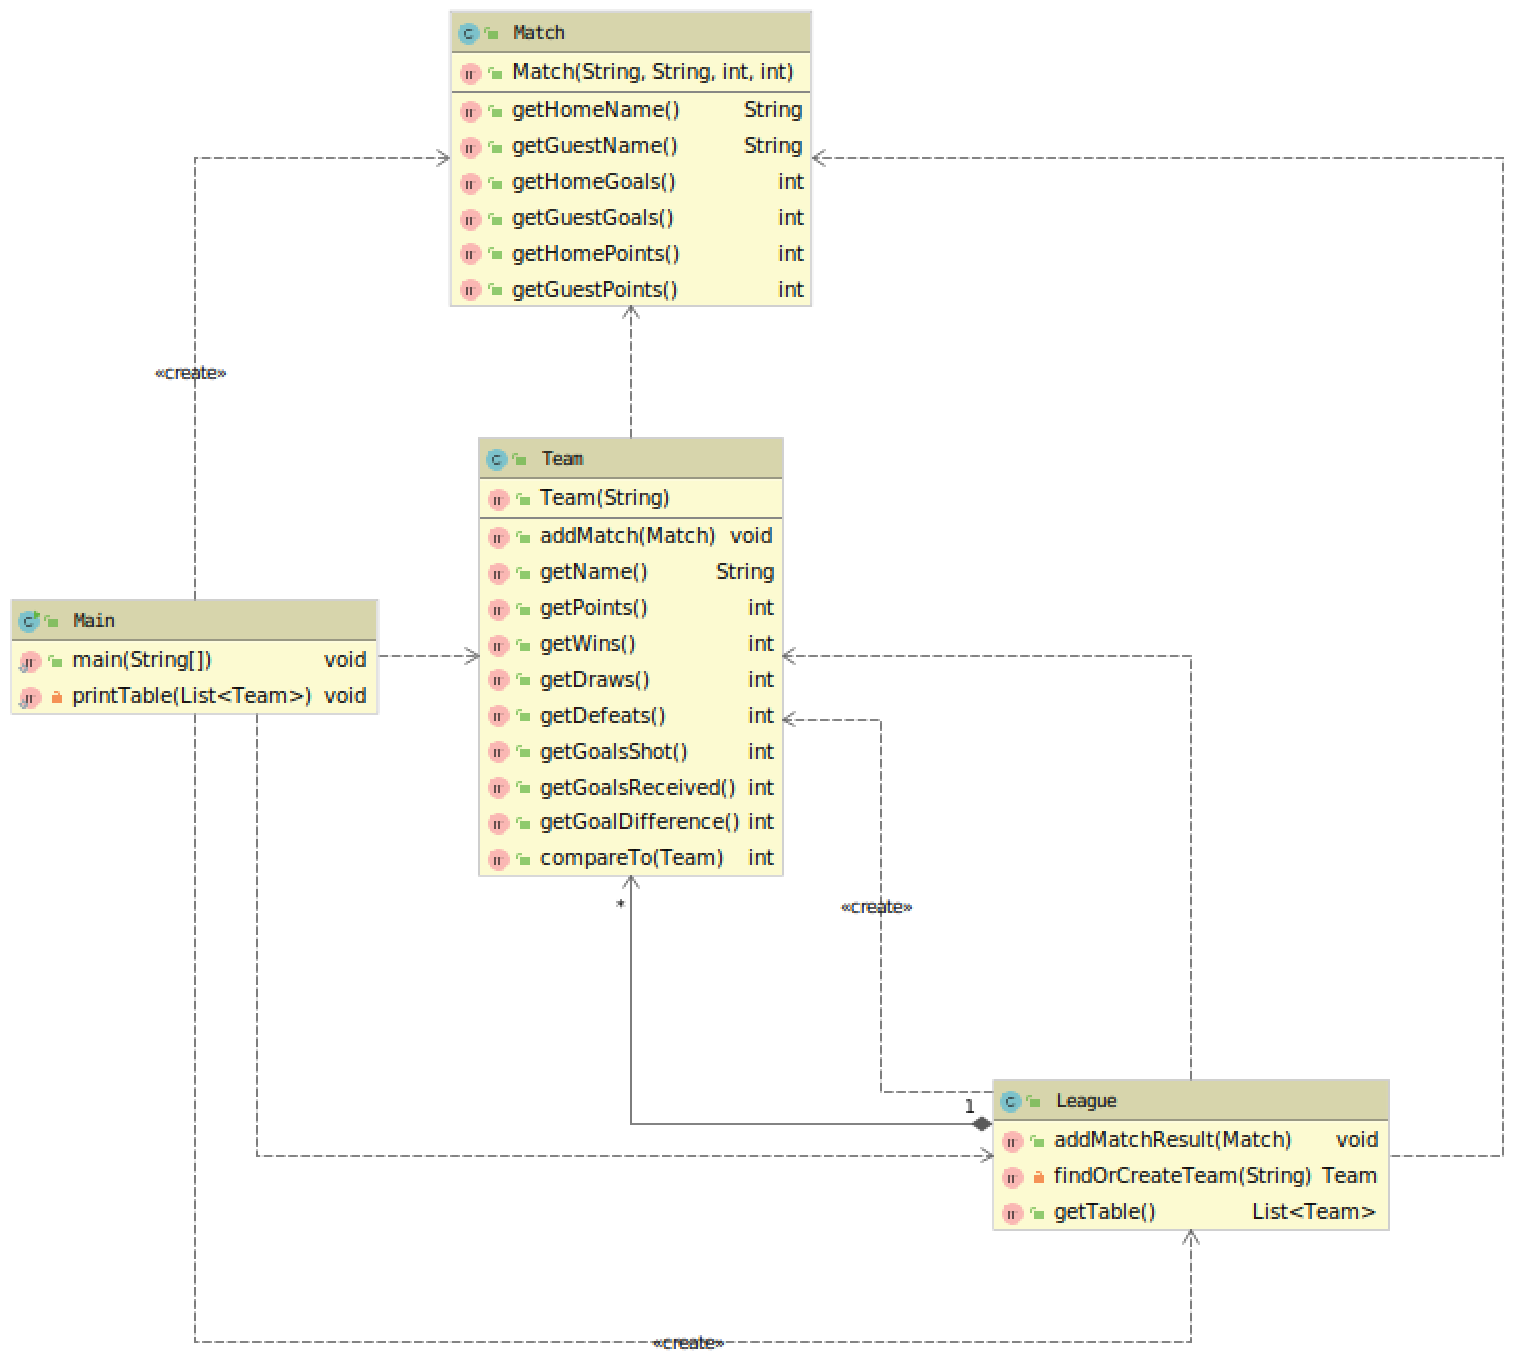 Match
Match(String, String, int, int)
getHomeName() String
getGuestName() String
getHomeGoals() int
getGuestGoals() int
getHomePoints() int
getGuestPoints() int
«create»
Team
Team(String)
addMatch(Match) void
getName() String
getPoints() int
getWins() int
getDraws() int
getDefeats() int
getGoalsShot() int
getGoalsReceived() int
getGoalDifference() int
compareTo(Team) int
Main
main(String[]) void
printTable(List<Team>) void
*
«create»
1
League
addMatchResult(Match) void
findOrCreateTeam(String) Team
getTable() List<Team>
«create»